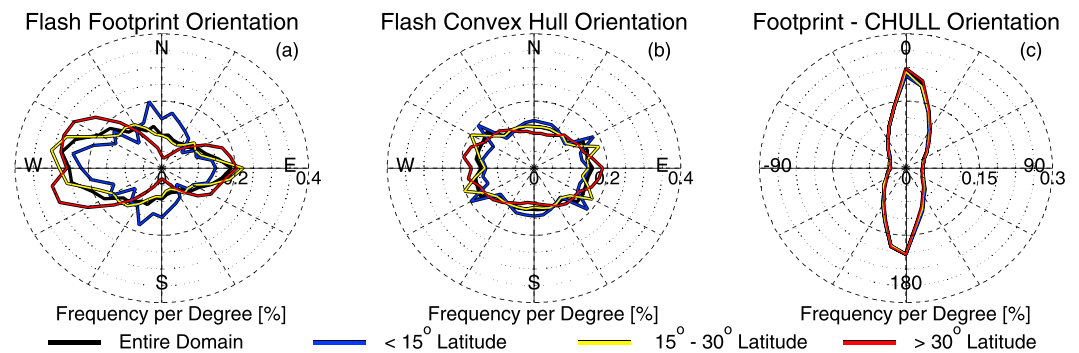 Flash Footprint Orientation
(a)
N
W
E
S
0
0.2
0.4
Frequency per Degree [%]
Flash Convex Hull Orientation
(b)
N
W
E
S
0
0.2
0.4
Frequency per Degree [%]
Footprint - CHULL Orientation
(c)
0
-90
90
180
0
0.15
0.3
Frequency per Degree [%]
Entire Domain
< 15° Latitude
15° - 30° Latitude
> 30° Latitude